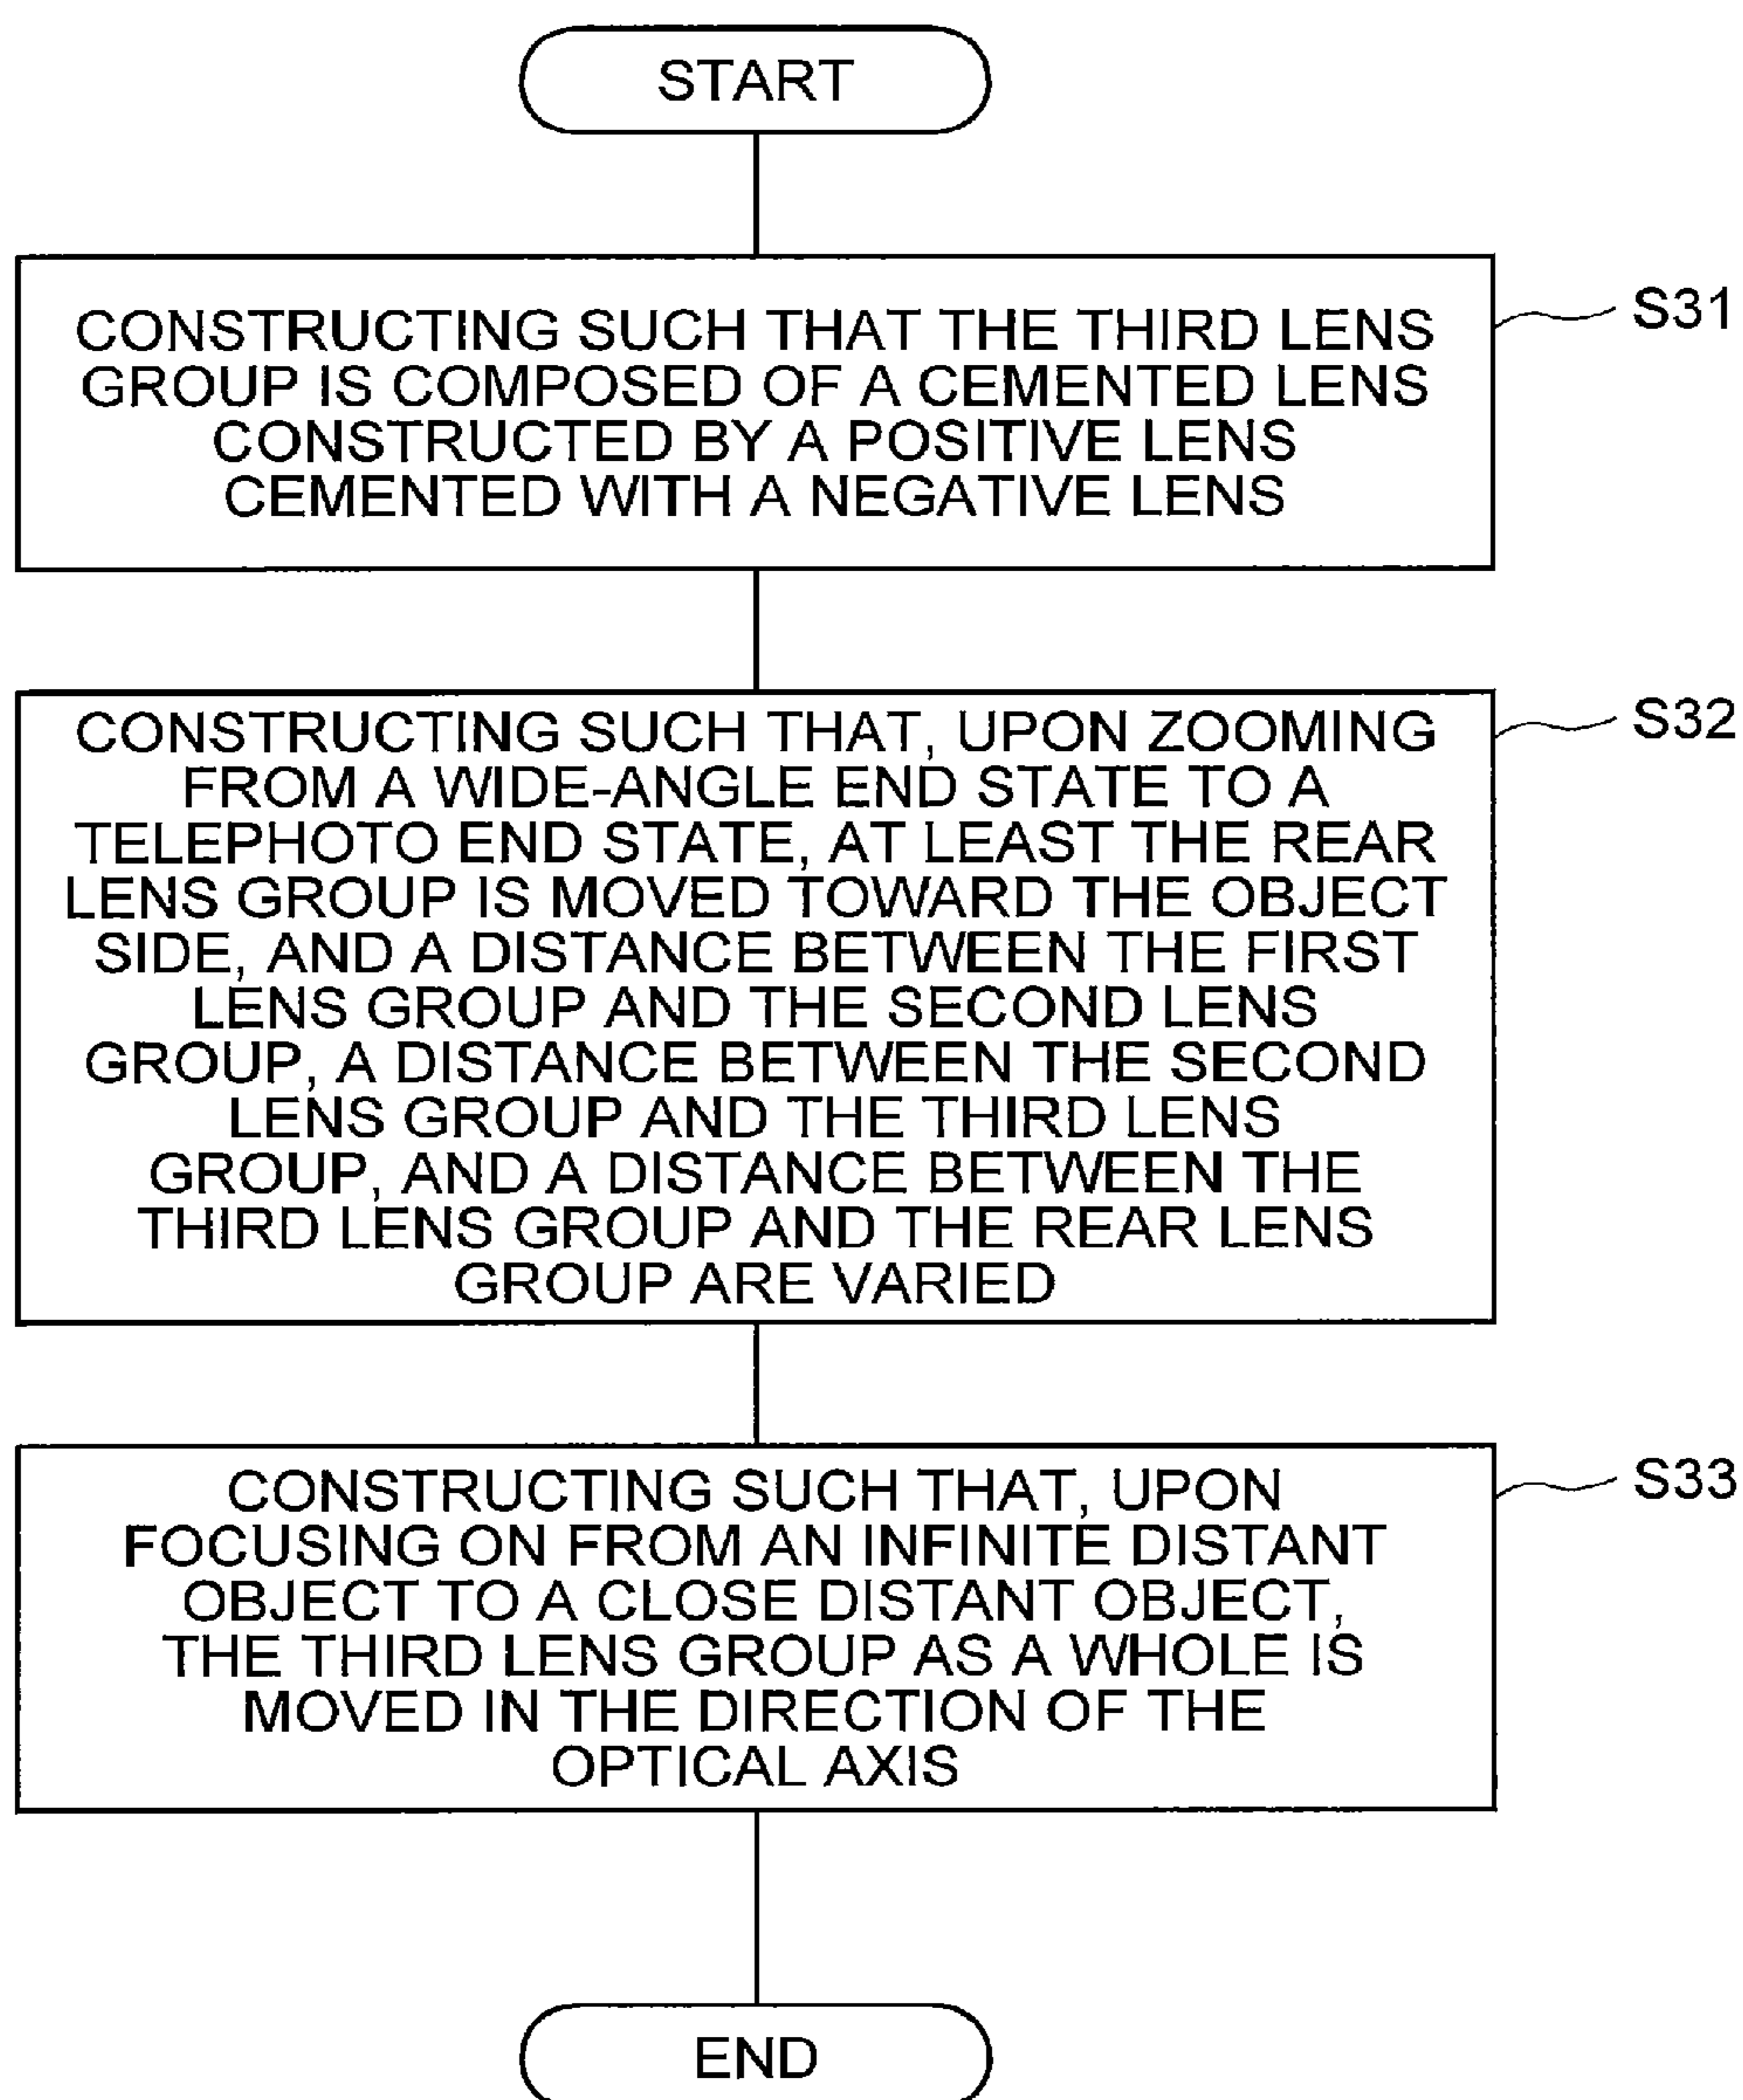 START
CONSTRUCTING SUCH THAT THE THIRD LENS
GROUP IS COMPOSED OF A CEMENTED LENS
CONSTRUCTED BY A POSITIVE LENS
CEMENTED WITH A NEGATIVE LENS
S31
CONSTRUCTING SUCH THAT, UPON ZOOMING
FROM A WIDE-ANGLE END STATE TO A
TELEPHOTO END STATE, AT LEAST THE REAR
LENS GROUP IS MOVED TOWARD THE OBJECT
SIDE, AND A DISTANCE BETWEEN THE FIRST
LENS GROUP AND THE SECOND LENS
GROUP, A DISTANCE BETWEEN THE SECOND
LENS GROUP AND THE THIRD LENS
GROUP, AND A DISTANCE BETWEEN THE
THIRD LENS GROUP AND THE REAR LENS
GROUP ARE VARIED
S32
CONSTRUCTING SUCH THAT, UPON
FOCUSING ON FROM AN INFINITE DISTANT
OBJECT TO A CLOSE DISTANT OBJECT,
THE THIRD LENS GROUP AS A WHOLE IS
MOVED IN THE DIRECTION OF THE
OPTICAL AXIS
S33
END